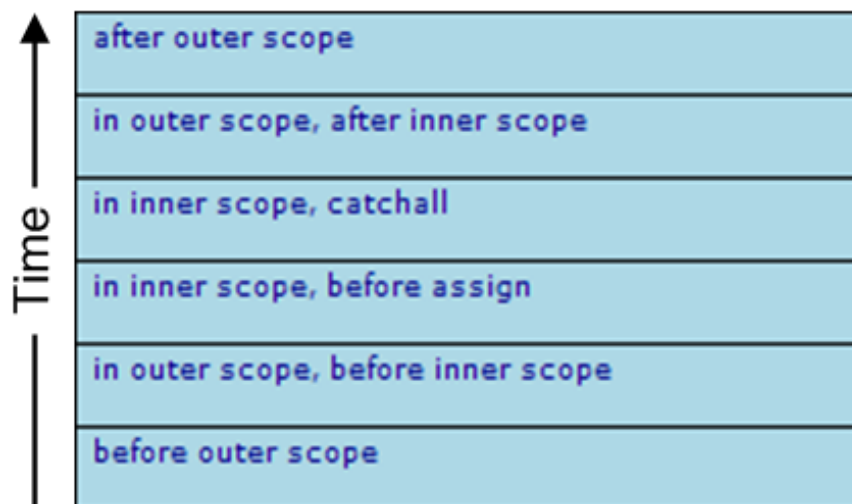 after outer scope
in outer scope, after inner scope
in inner scope, catchall
in inner scope, before assign
in outer scope, before inner scope
before outer scope
Time